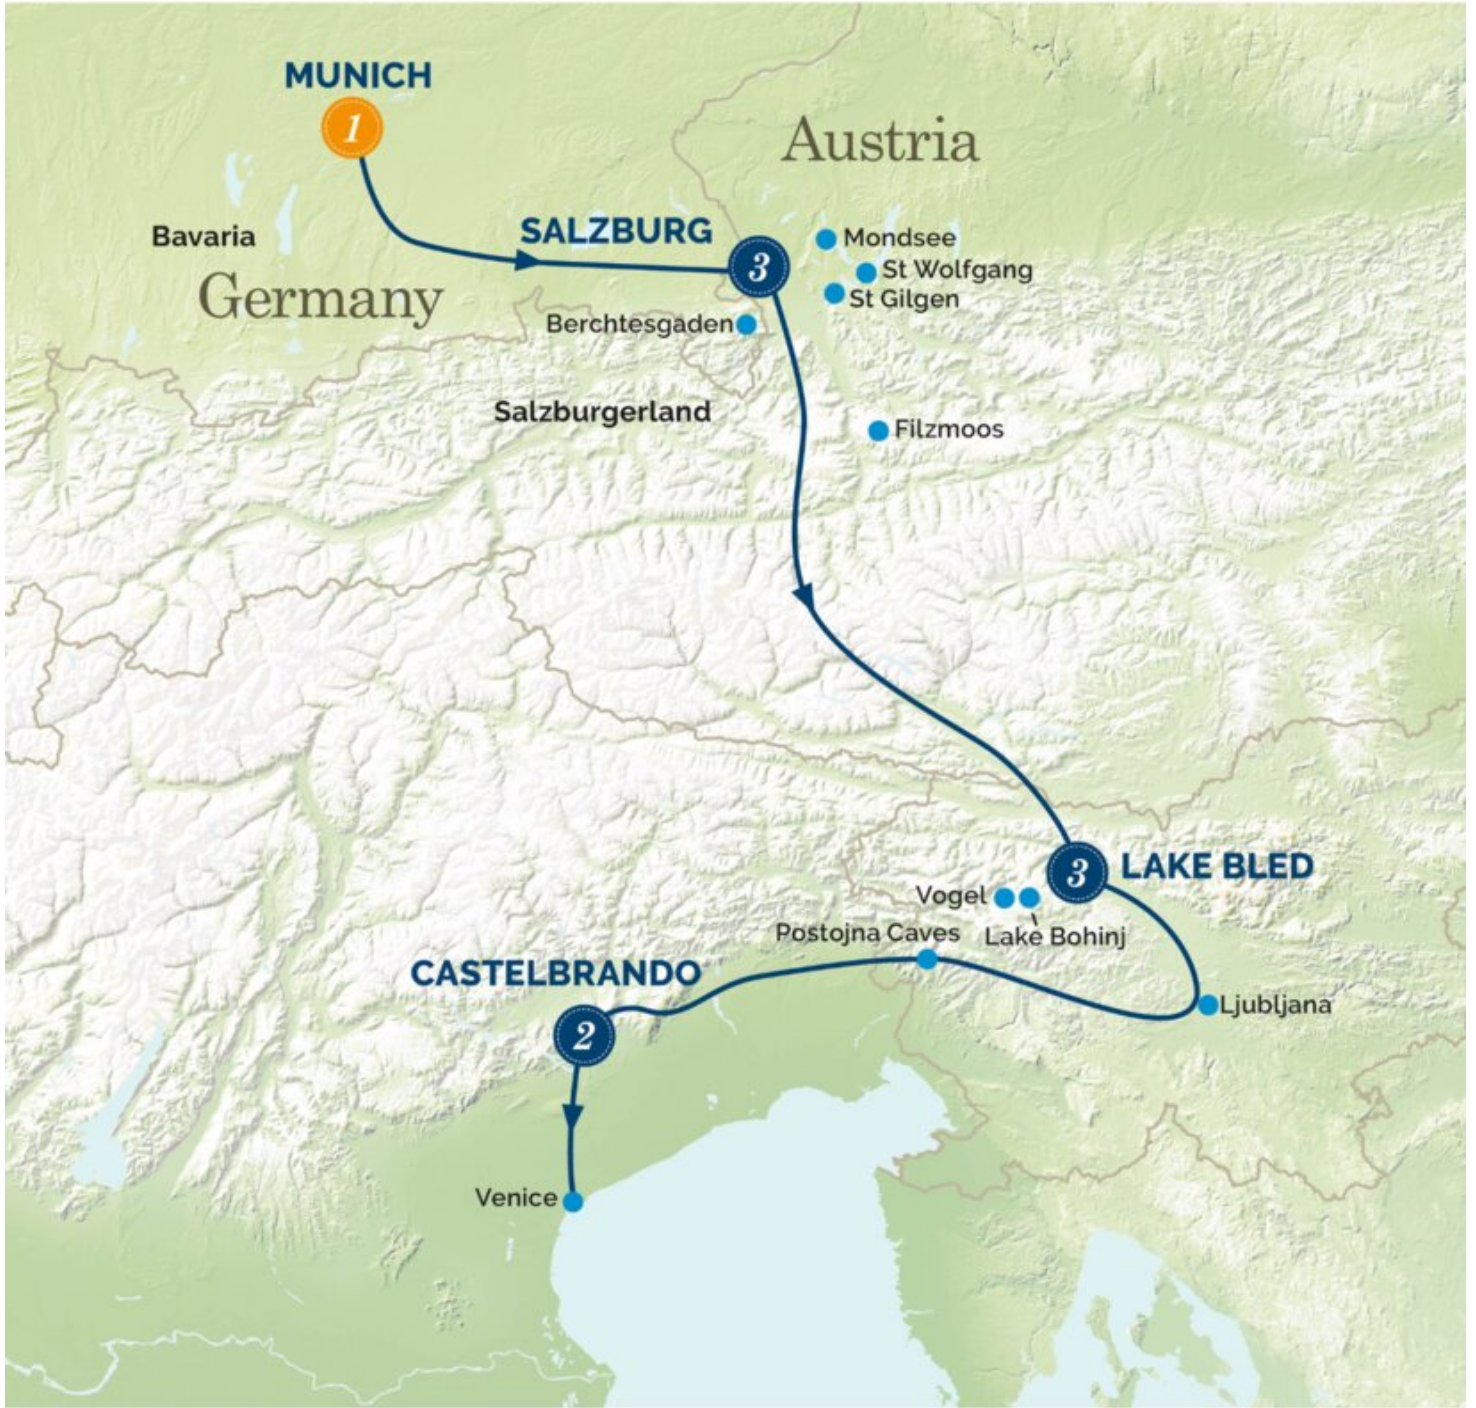 MUNICH
1
Austria
Bavaria
SALZBURG
3
Mondsee
St Wolfgang
St Gilgen
Germany
Berchtesgaden
Salzburgerland
Filzmoos
3
LAKE BLED
Vogel
Lake Bohinj
Postojna Caves
CASTELBRANDO
2
Ljubljana
Venice